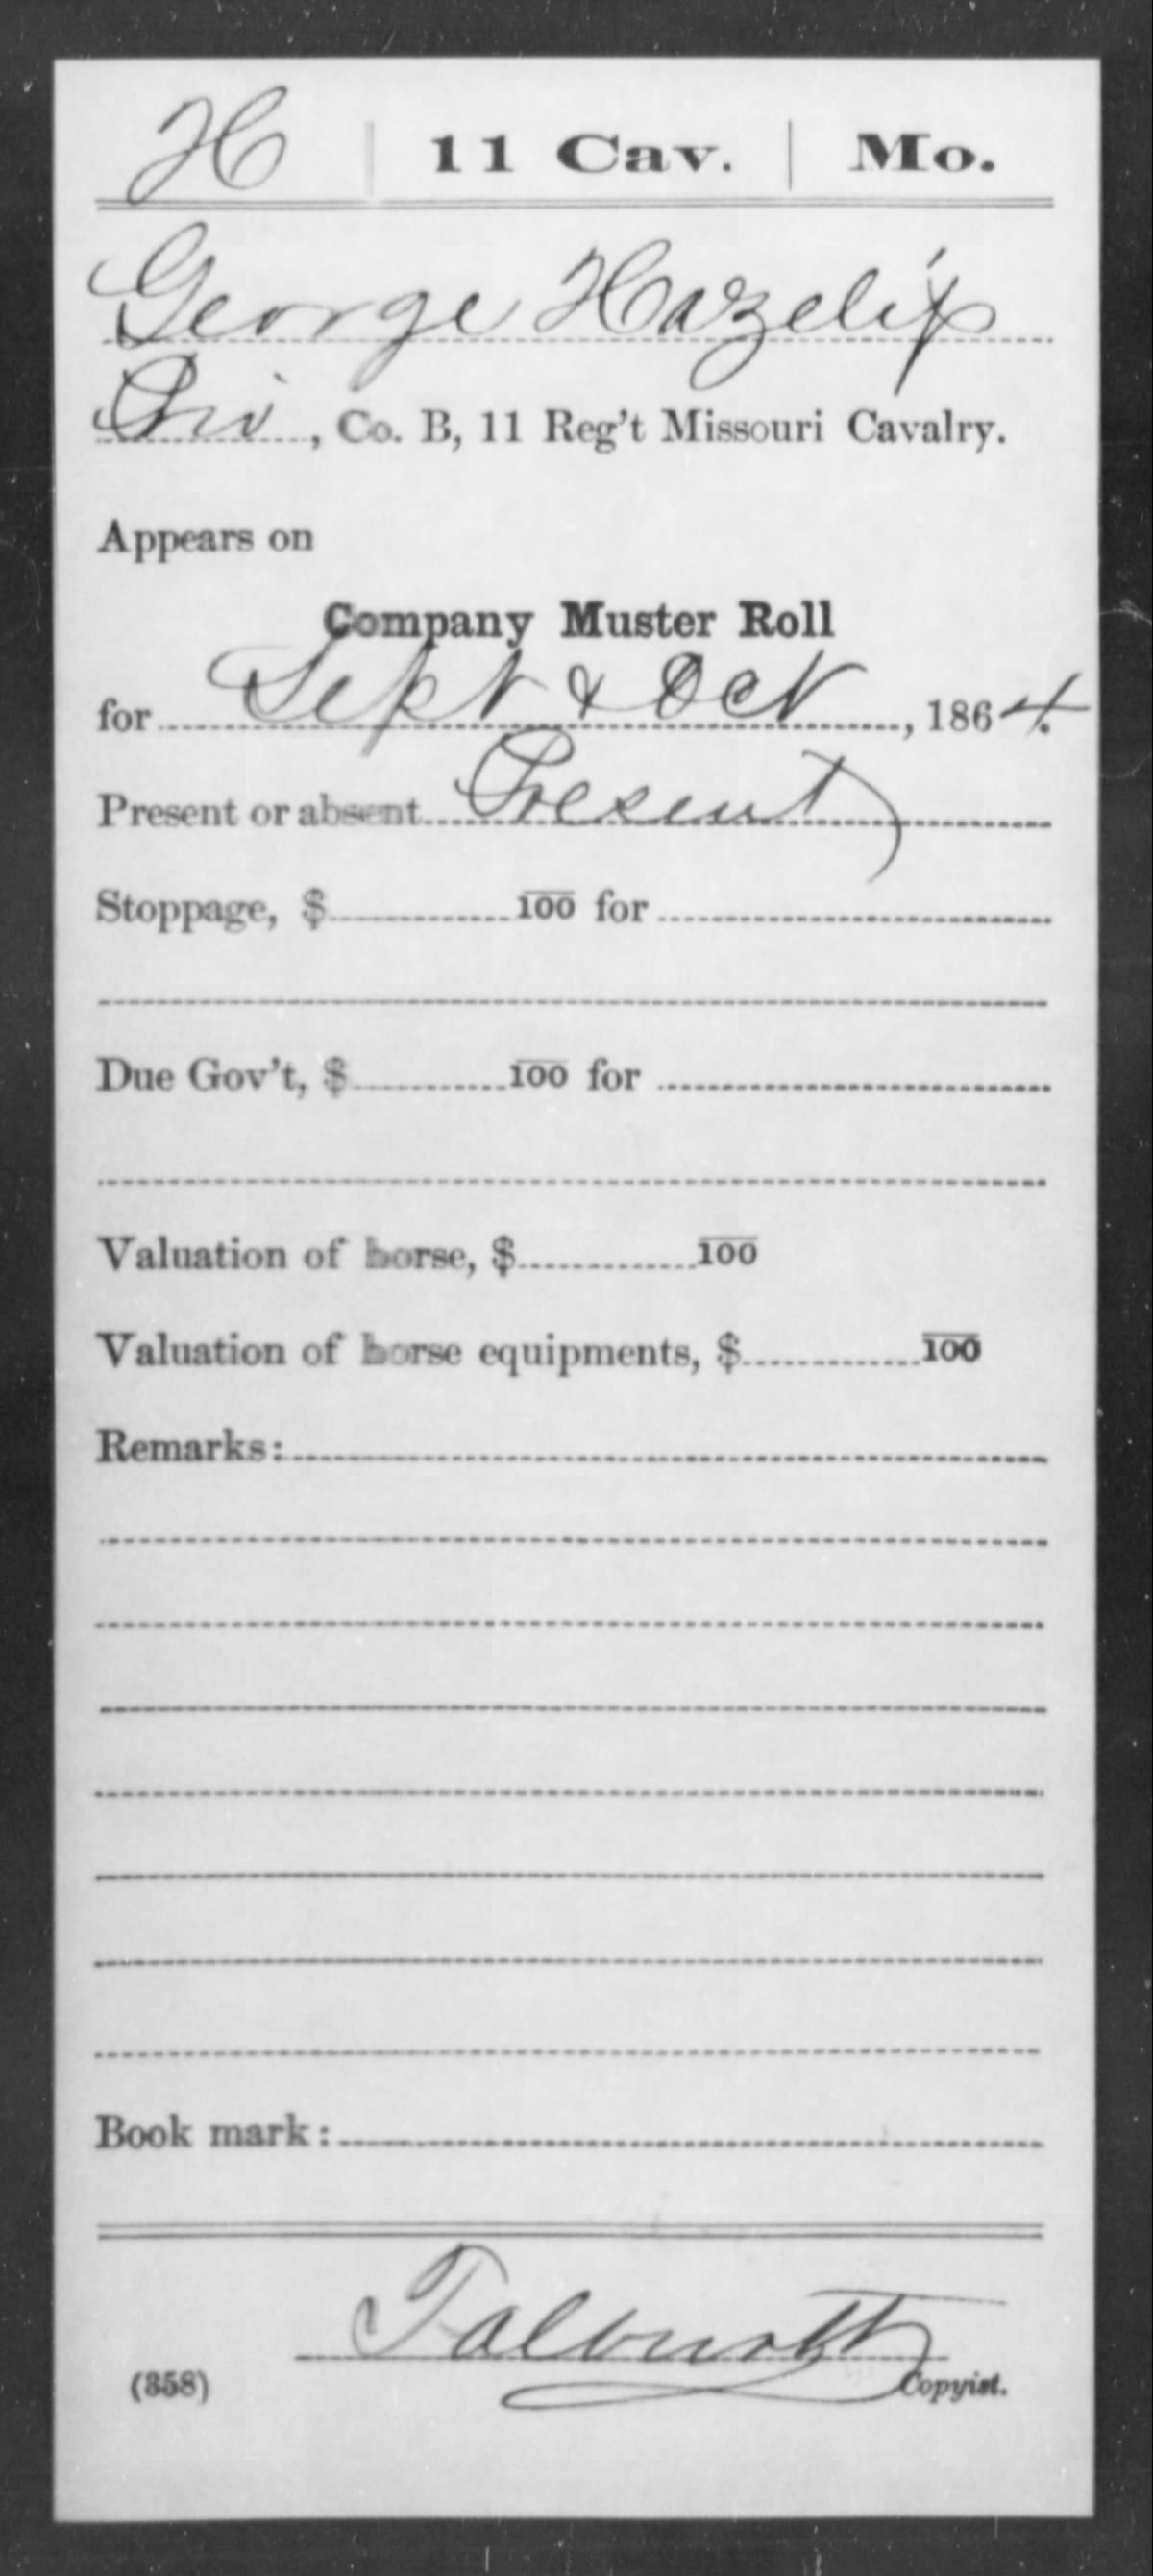 H | 11 Cav. | Mo.
George Hazelip
Priv, Co. B, 11 Reg't Missouri Cavalry.
Appears on
Company Muster Roll
for Sept & Oct, 1864.
Present or absent Present
Stoppage, $ 100 for
Due Gov't, $ 100 for
Valuation of horse, $ 100
Valuation of horse equipments, $ 100
Remarks:
Book mark:
(358)
Copyist.